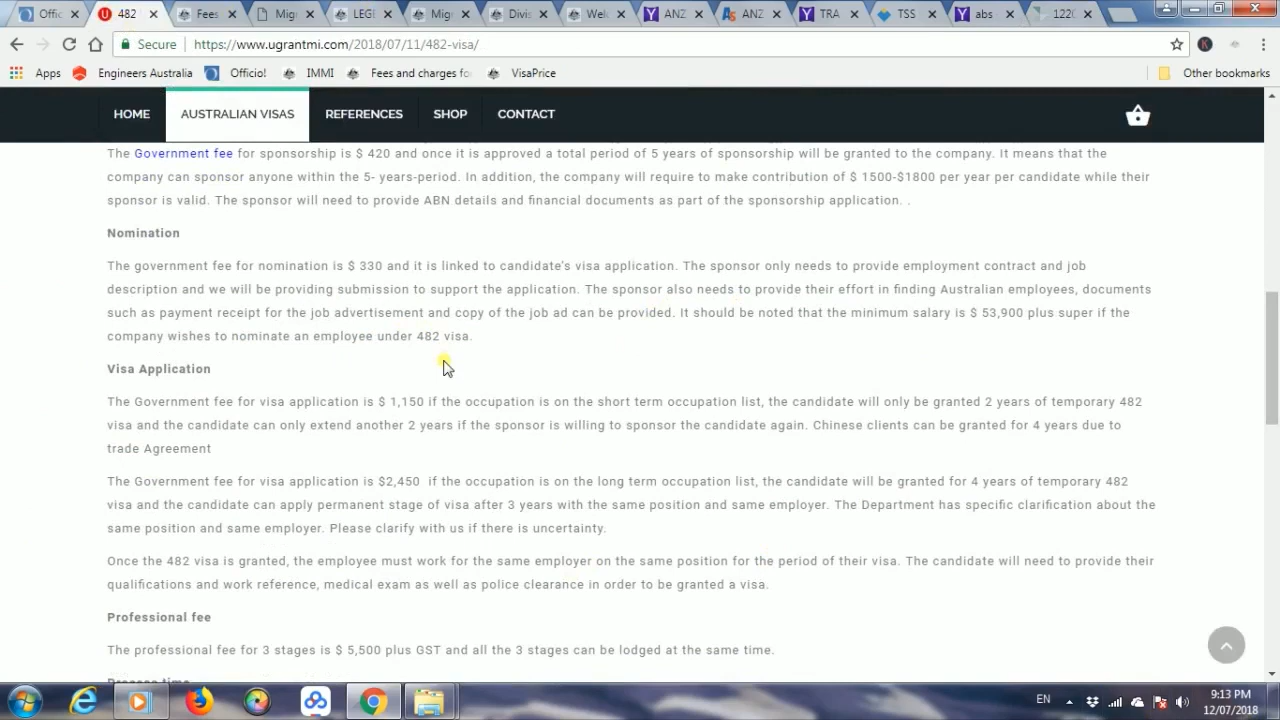 Offic
482
Fees
Migr
LEGI
Migr
Divis
Wel
ANZ
ANZ
TRA
TSS
abs
1220
Secure
https://www.ugrantmi.com/2018/07/11/482-visa/
Apps
Engineers Australia
Officio!
IMMI
Fees and charges fo
VisaPrice
Other bookmarks
HOME
AUSTRALIAN VISAS
REFERENCES
SHOP
CONTACT
The Government fee for sponsorship is $ 420 and once it is approved a total period of 5 years of sponsorship will be granted to the company. It means that the
company can sponsor anyone within the 5- years-period. In addition, the company will require to make contribution of $ 1500-$1800 per year per candidate while their
sponsor is valid. The sponsor will need to provide ABN details and financial documents as part of the sponsorship application. .
Nomination
The government fee for nomination is $ 330 and it is linked to candidate's visa application. The sponsor only needs to provide employment contract and job
description and we will be providing submission to support the application. The sponsor also needs to provide their effort in finding Australian employees, documents
such as payment receipt for the job advertisement and copy of the job ad can be provided. It should be noted that the minimum salary is $ 53,900 plus super if the
company wishes to nominate an employee under 482 visa.
Visa Application
The Government fee for visa application is $ 1,150 if the occupation is on the short term occupation list, the candidate will only be granted 2 years of temporary 482
visa and the candidate can only extend another 2 years if the sponsor is willing to sponsor the candidate again. Chinese clients can be granted for 4 years due to
trade Agreement
The Government fee for visa application is $2,450 if the occupation is on the long term occupation list, the candidate will be granted for 4 years of temporary 482
visa and the candidate can apply permanent stage of visa after 3 years with the same position and same employer. The Department has specific clarification about the
same position and same employer. Please clarify with us if there is uncertainty.
Once the 482 visa is granted, the employee must work for the same employer on the same position for the period of their visa. The candidate will need to provide their
qualifications and work reference, medical exam as well as police clearance in order to be granted a visa.
Professional fee
The professional fee for 3 stages is $ 5,500 plus GST and all the 3 stages can be lodged at the same time.
Process time
EN
9:13 PM
12/07/2018